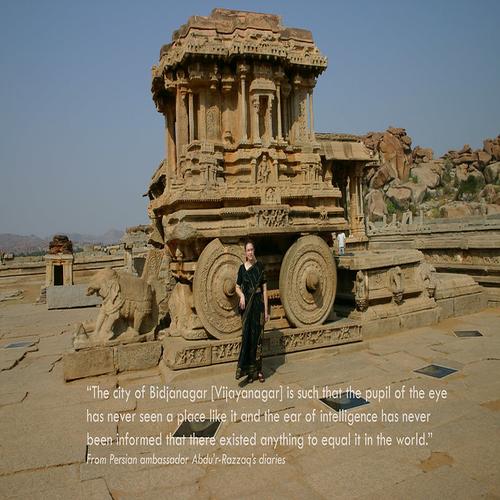 “The city of Bidjanagar [Vijayanagar] is such that the pupil of the eye
has never seen a place like it and the ear of intelligence has never
been informed that there existed anything to equal it in the world.”
From Persian ambassador Abdu'r-Razzaq's diaries